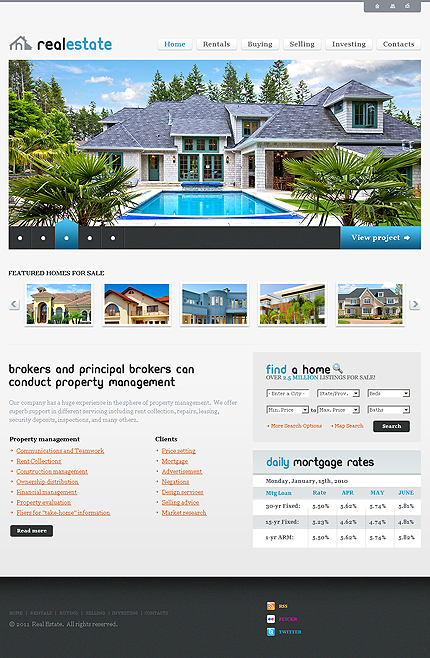 realestate
Home Rentals Buying Selling Investing Contacts
View project
FEATURED HOMES FOR SALE
brokers and principal brokers can
conduct property management
Our company has a huge experience in the sphere of property management. We offer
superb support in different servicing including rent collection, repairs, leasing,
security deposits, inspections, and many others.
Property management
Communications and Teamwork
Rent Collections
Construction management
Ownership distribution
Financial management
Property evaluation
Fliers for "take-home" information
Read more
Clients
Price setting
Mortgage
Advertisement
Negations
Design services
Selling advice
Market research
find a home
OVER 2.5 MILLION LISTINGS FOR SALE!
- Enter a City - State/Prov. Beds
Min. Price to Max. Price Baths
+ More Search Options + Map Search Search
daily mortgage rates
Monday, January, 15th, 2010
Mtg Loan Rate APR MAY JUNE
30-yr Fixed: 5.50% 5.62% 5.74% 5.82%
15-yr Fixed: 3.23% 4.62% 4.74% 4.82%
1-yr ARM: 5.50% 5.62% 5.74% 5.82%
HOME | RENTALS | BUYING | SELLING | INVESTING | CONTACTS
© 2011 Real Estate. All rights reserved.
RSS
FLICKR
TWITTER